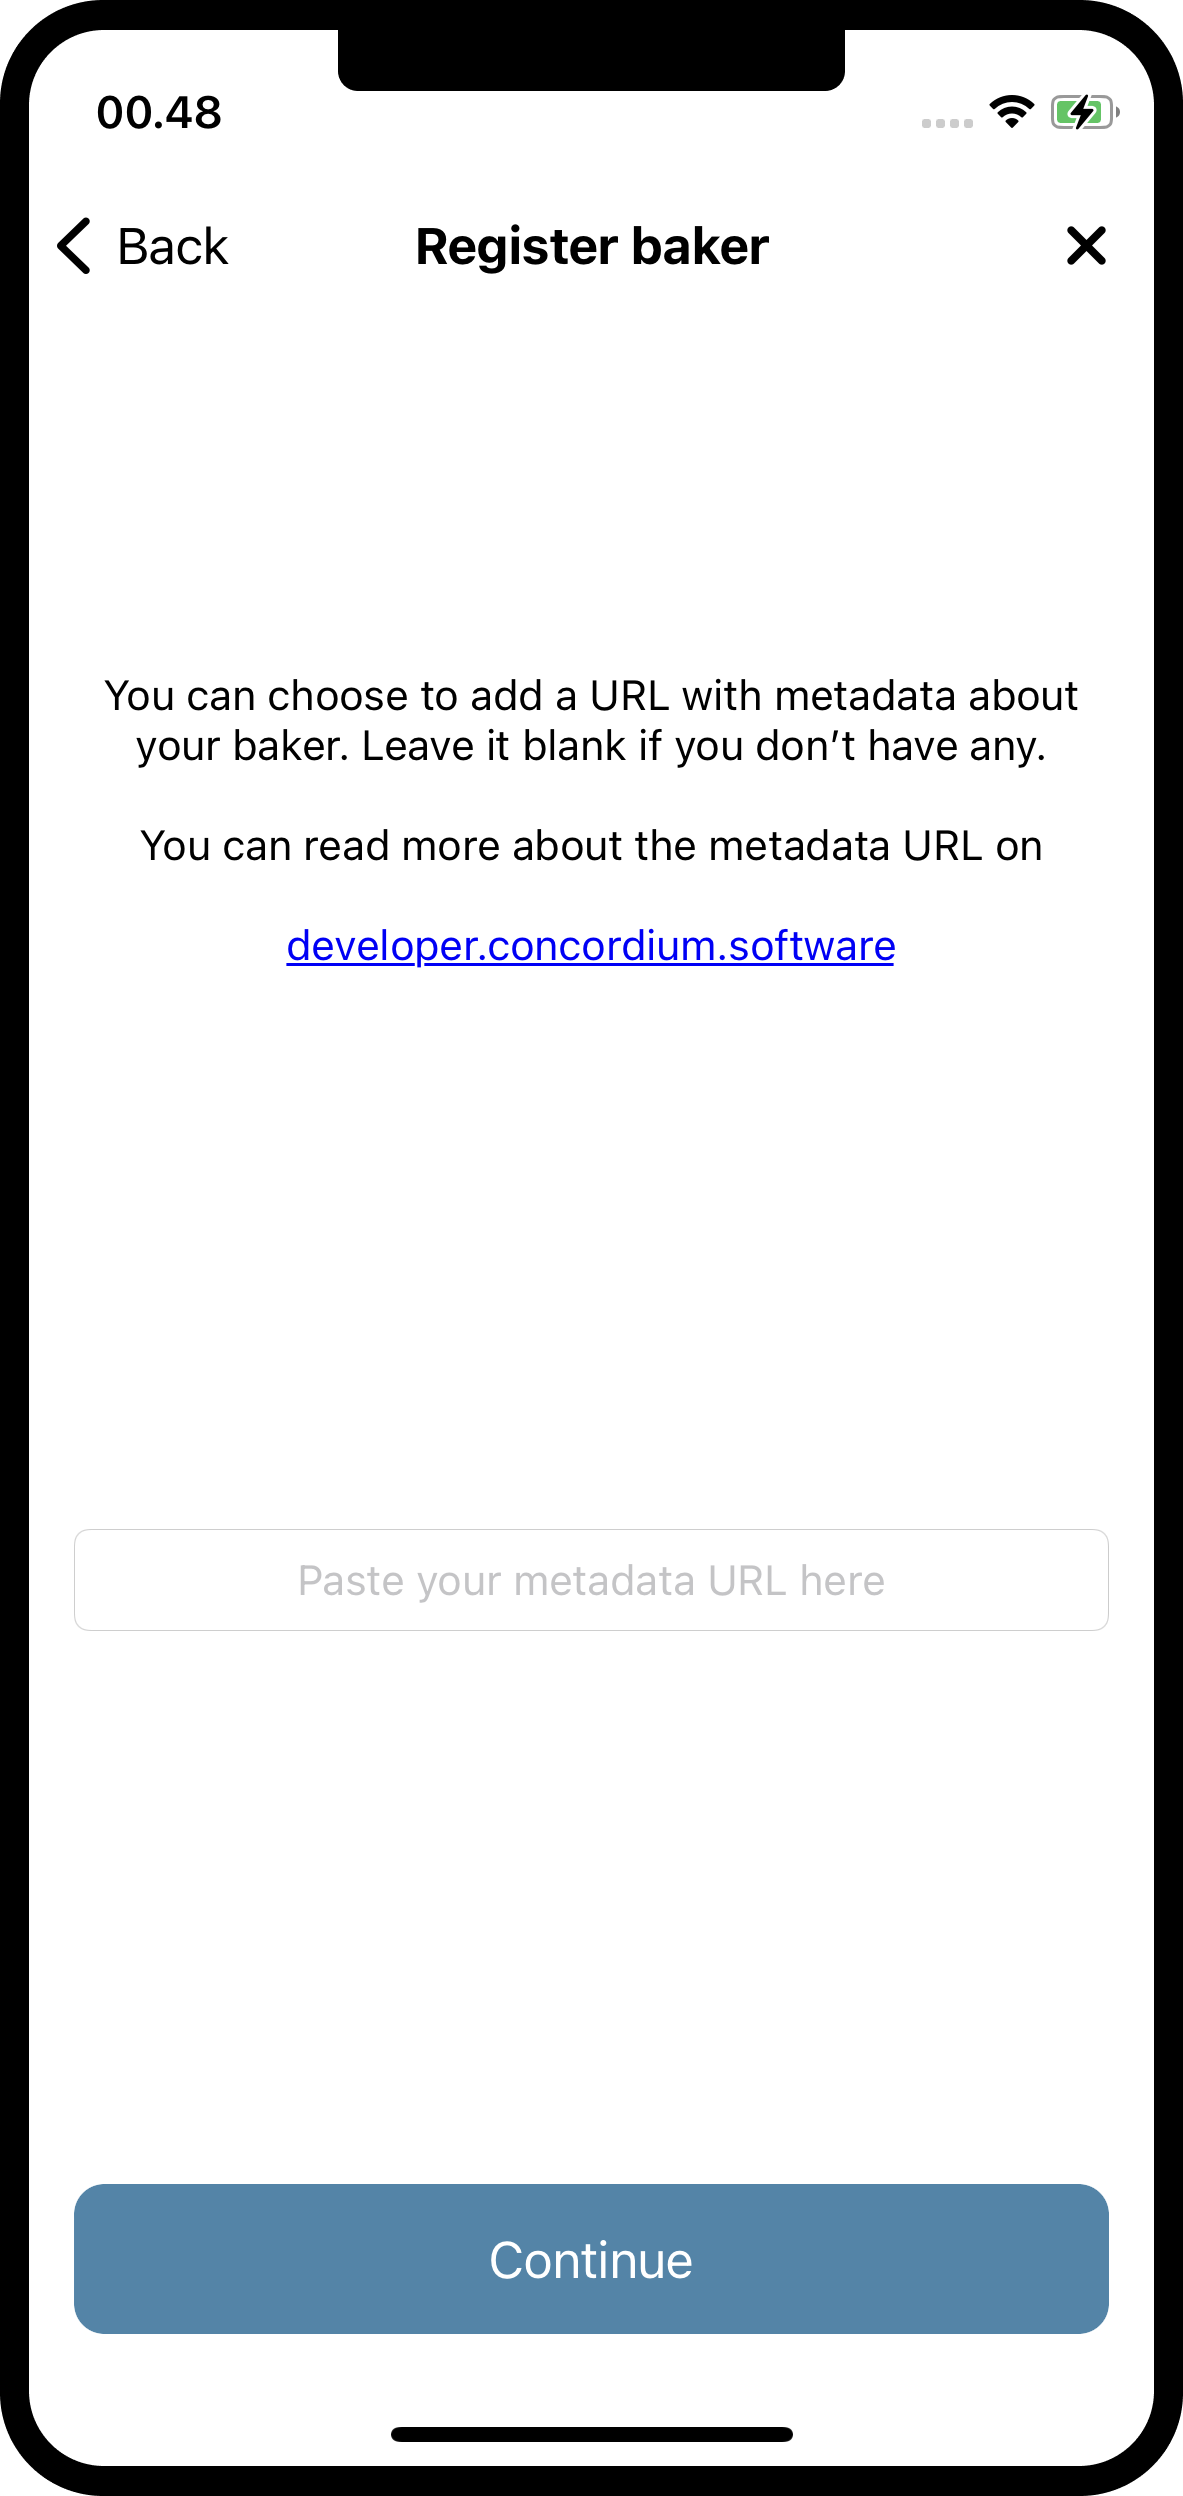 00.48
Back
Register baker
You can choose to add a URL with metadata about
your baker. Leave it blank if you don’t have any.
You can read more about the metadata URL on
developer.concordium.software
Paste your metadata URL here
Continue